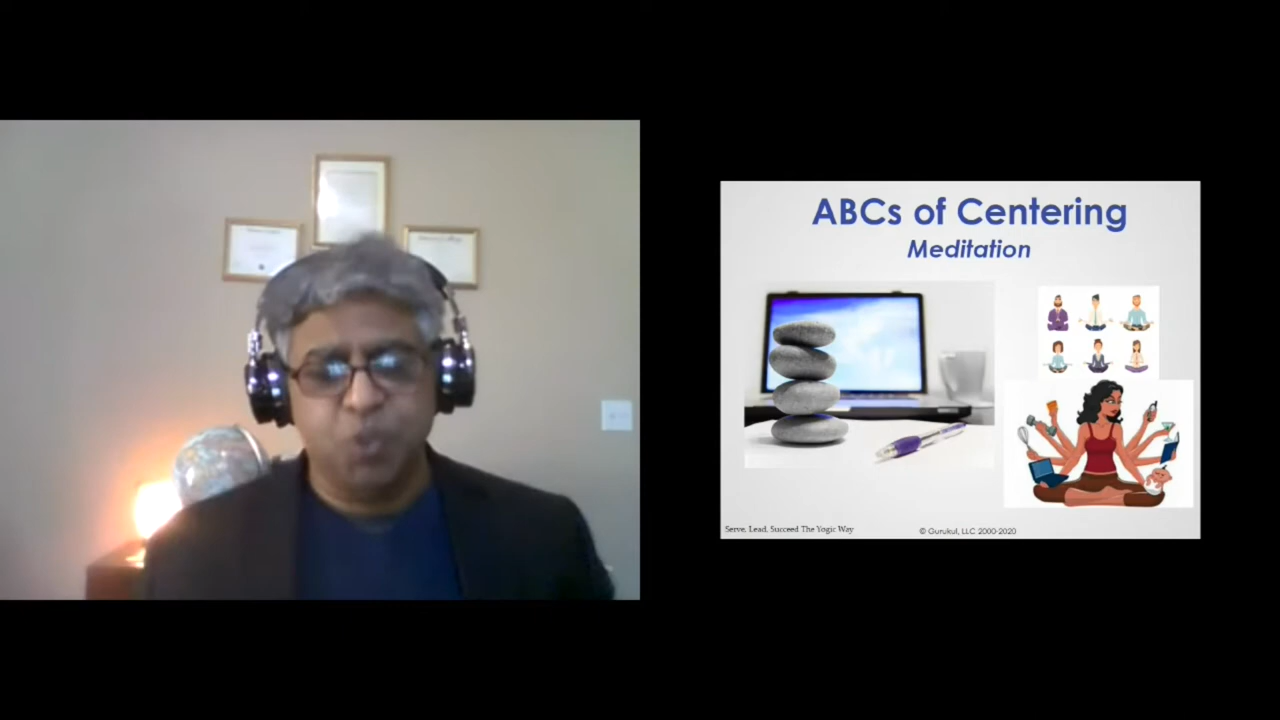 ABCs of Centering
Meditation
Serve, Lead, Succeed The Yogic Way
© Gurukul, LLC 2000-2020